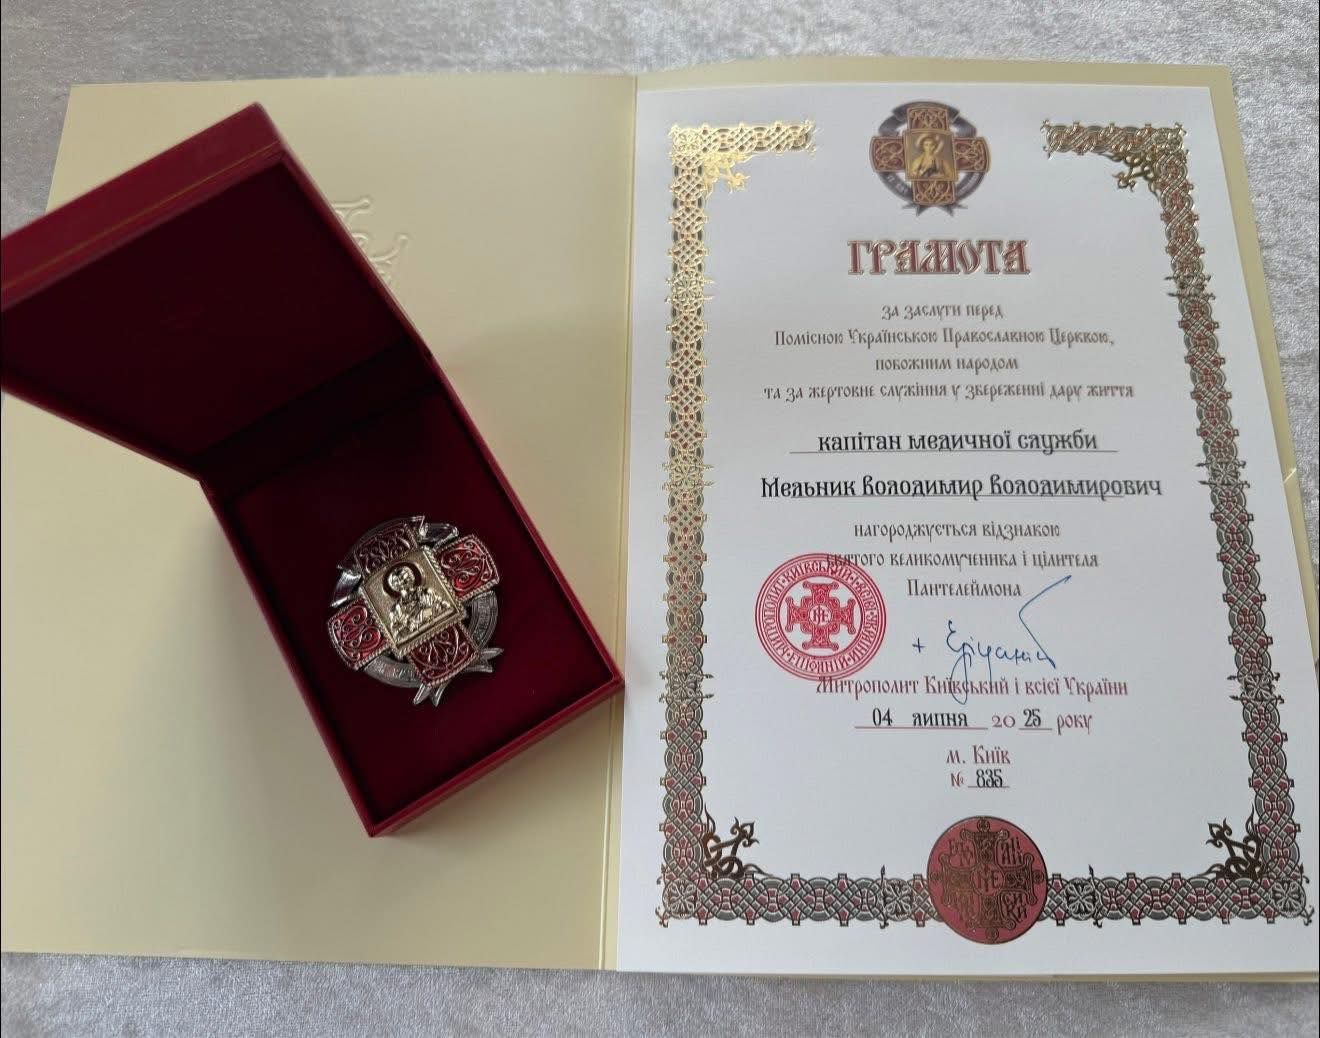 ГРАМОТА
за заслуги перед
Помісною Українською Православною Церквою,
побожним народом
та за жертовне служіння у збереженні дару життя
капітан медичної служби
Мельник Володимир Володимирович
нагороджується відзнакою
святого великомученика і цілителя
Пантелеймона
Митрополит Київський і всієї України
04 липня 2025 року
м. Київ
№ 835